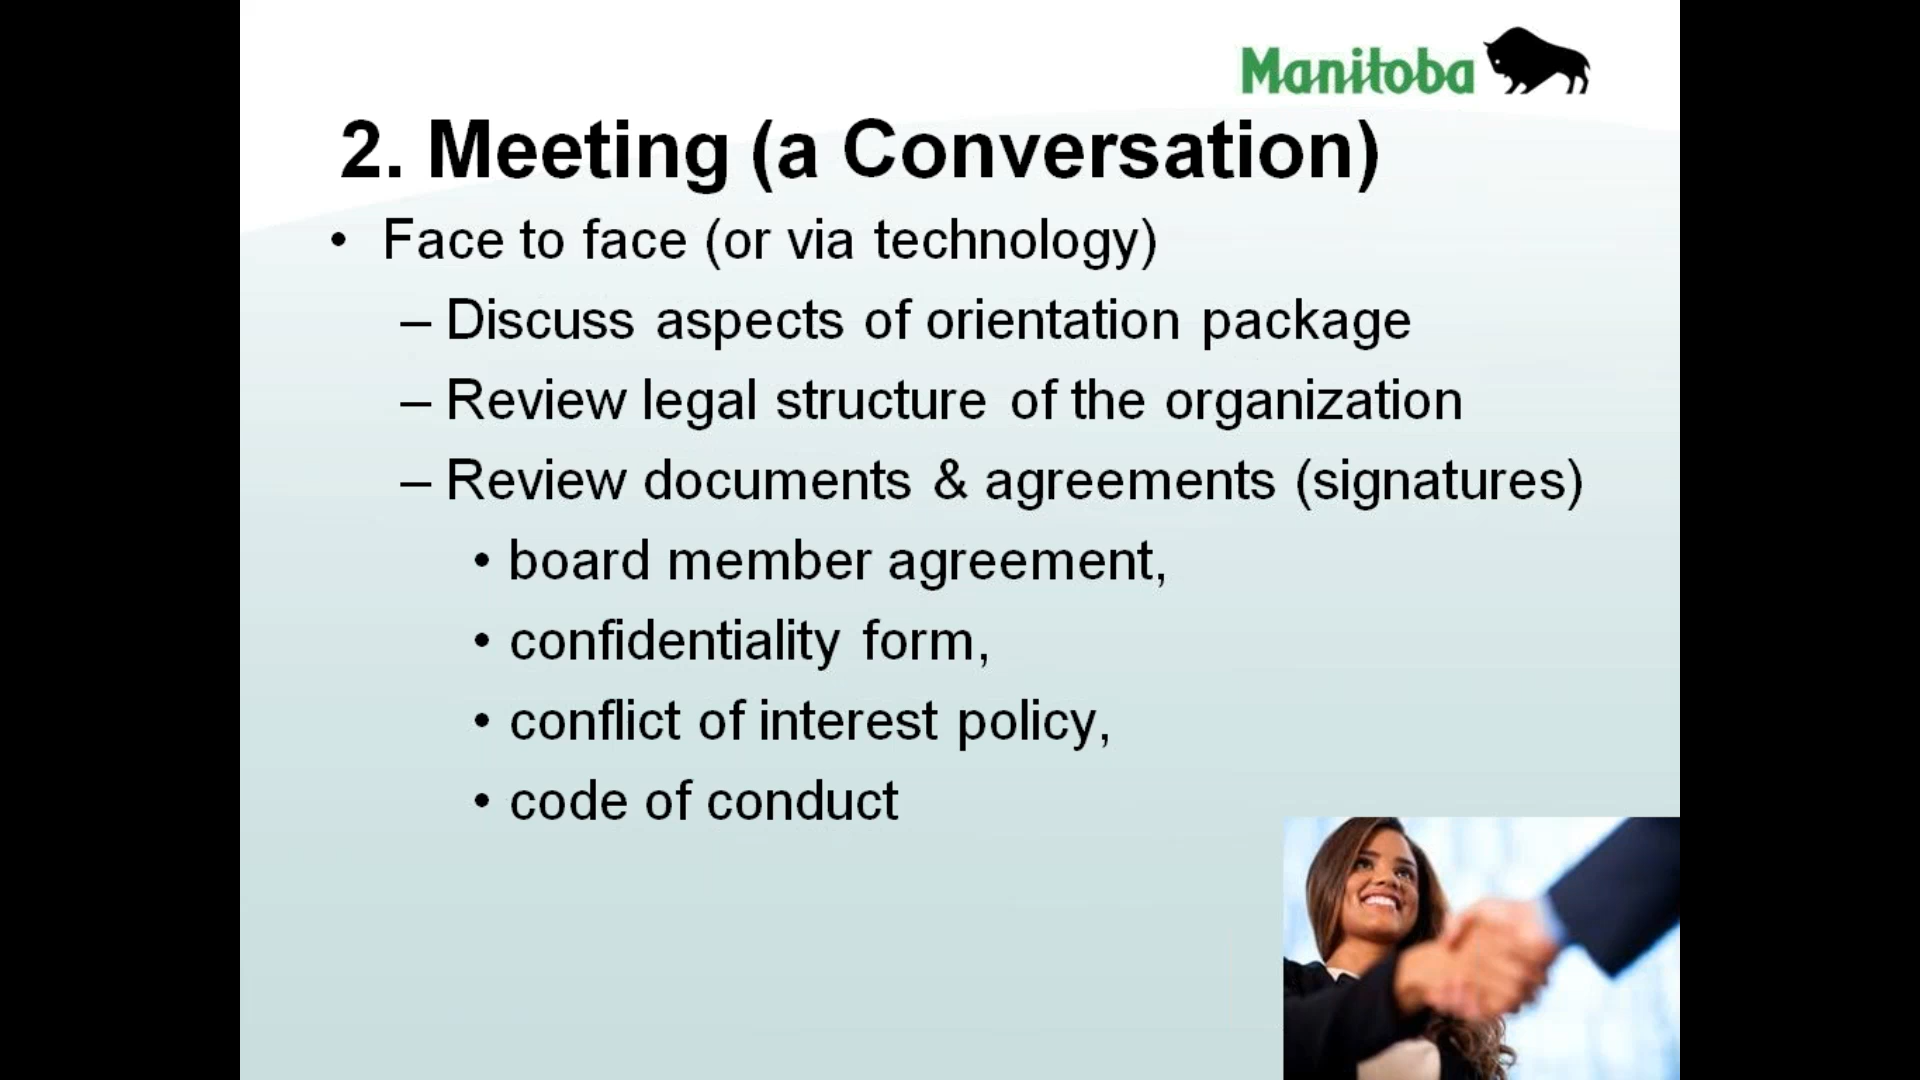 Manitoba
2. Meeting (a Conversation)
• Face to face (or via technology)
– Discuss aspects of orientation package
– Review legal structure of the organization
– Review documents & agreements (signatures)
• board member agreement,
• confidentiality form,
• conflict of interest policy,
• code of conduct